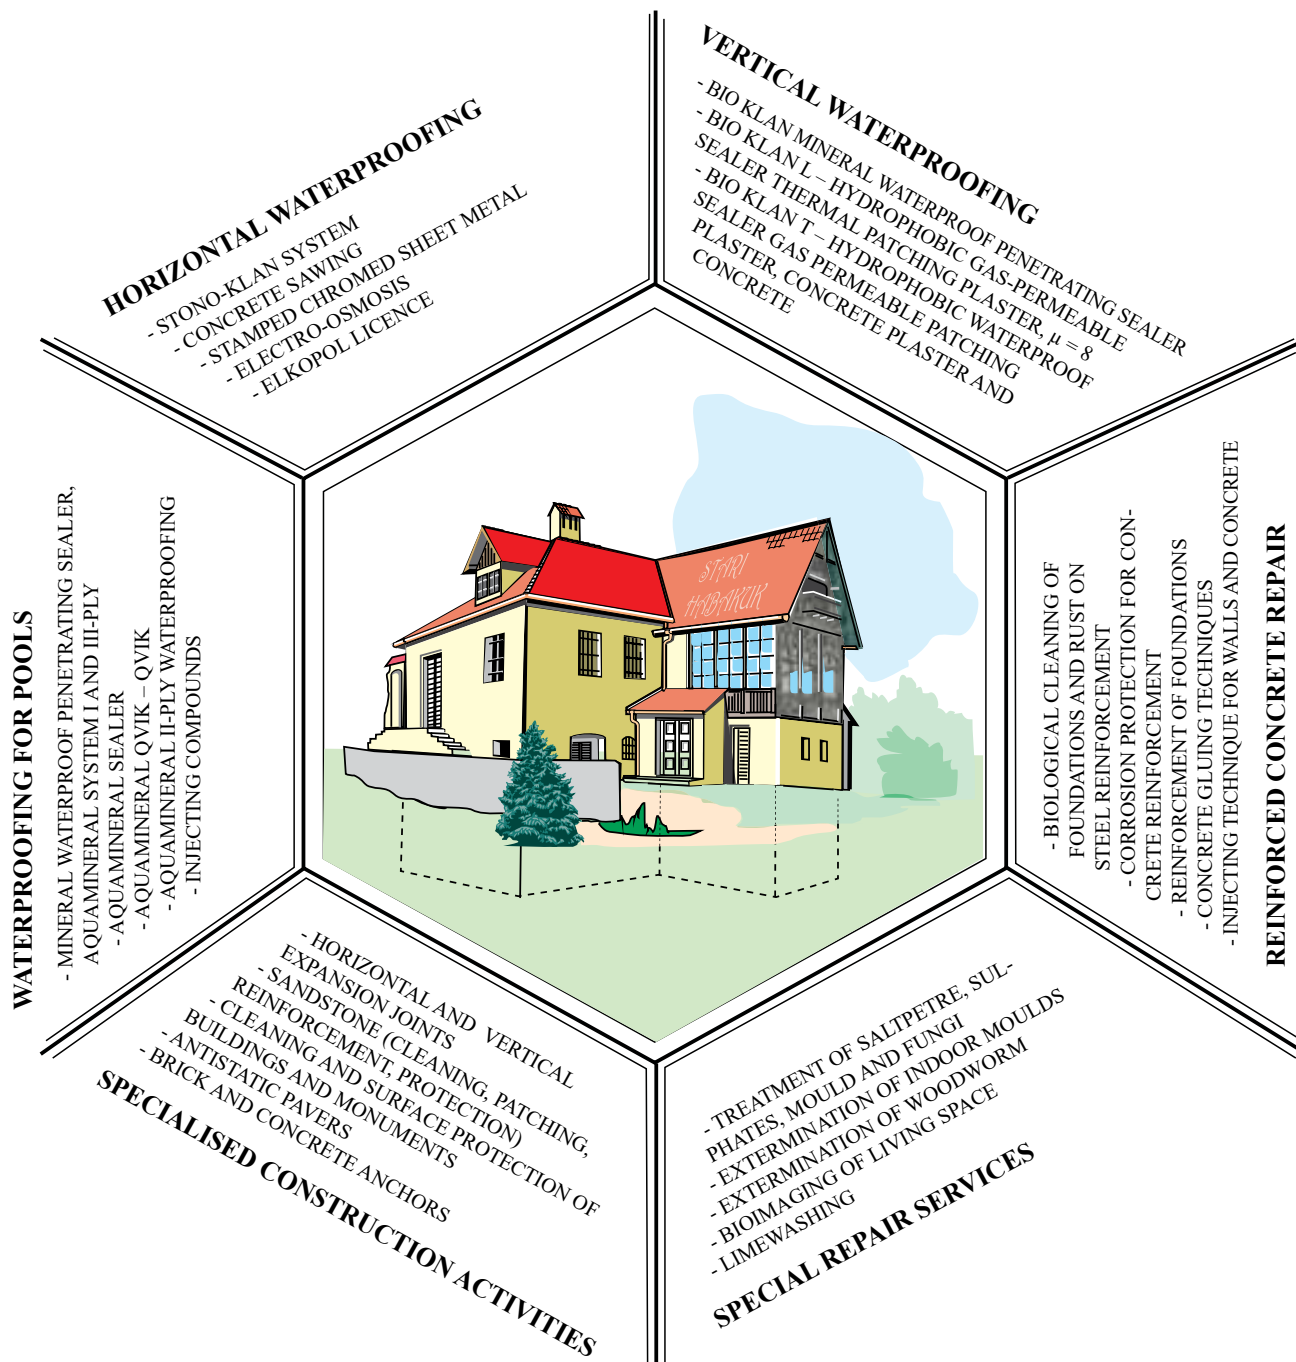 HORIZONTAL WATERPROOFING
- STONO-KLAN SYSTEM
- CONCRETE SAWING
- STAMPED CHROMED SHEET METAL
- ELECTRO-OSMOSIS
- ELKOPOL LICENCE
VERTICAL WATERPROOFING
- BIO KLAN MINERAL WATERPROOF PENETRATING SEALER
- BIO KLAN L – HYDROPHOBIC GAS-PERMEABLE
SEALER THERMAL PATCHING PLASTER, µ = 8
- BIO KLAN T – HYDROPHOBIC WATERPROOF
SEALER GAS PERMEABLE PATCHING
PLASTER, CONCRETE PLASTER AND
CONCRETE
WATERPROOFING FOR POOLS
- MINERAL WATERPROOF PENETRATING SEALER,
AQUAMINERAL SYSTEM I AND III-PLY
- AQUAMINERAL SEALER
- AQUAMINERAL QVIK – QVIK
- AQUAMINERAL II-PLY WATERPROOFING
- INJECTING COMPOUNDS
STARI
HABAKUK
- BIOLOGICAL CLEANING OF
FOUNDATIONS AND RUST ON
STEEL REINFORCEMENT
- CORROSION PROTECTION FOR CON-
CRETE REINFORCEMENT
- REINFORCEMENT OF FOUNDATIONS
- CONCRETE GLUING TECHNIQUES
- INJECTING TECHNIQUE FOR WALLS AND CONCRETE
REINFORCED CONCRETE REPAIR
- HORIZONTAL AND VERTICAL
EXPANSION JOINTS
- SANDSTONE (CLEANING, PATCHING,
REINFORCEMENT, PROTECTION)
- CLEANING AND SURFACE PROTECTION OF
BUILDINGS AND MONUMENTS
- ANTISTATIC PAVERS
- BRICK AND CONCRETE ANCHORS
SPECIALISED CONSTRUCTION ACTIVITIES
- TREATMENT OF SALTPETRE, SUL-
PHATES, MOULD AND FUNGI
- EXTERMINATION OF INDOOR MOULDS
- EXTERMINATION OF WOODWORM
- BIOIMAGING OF LIVING SPACE
- LIMEWASHING
SPECIAL REPAIR SERVICES